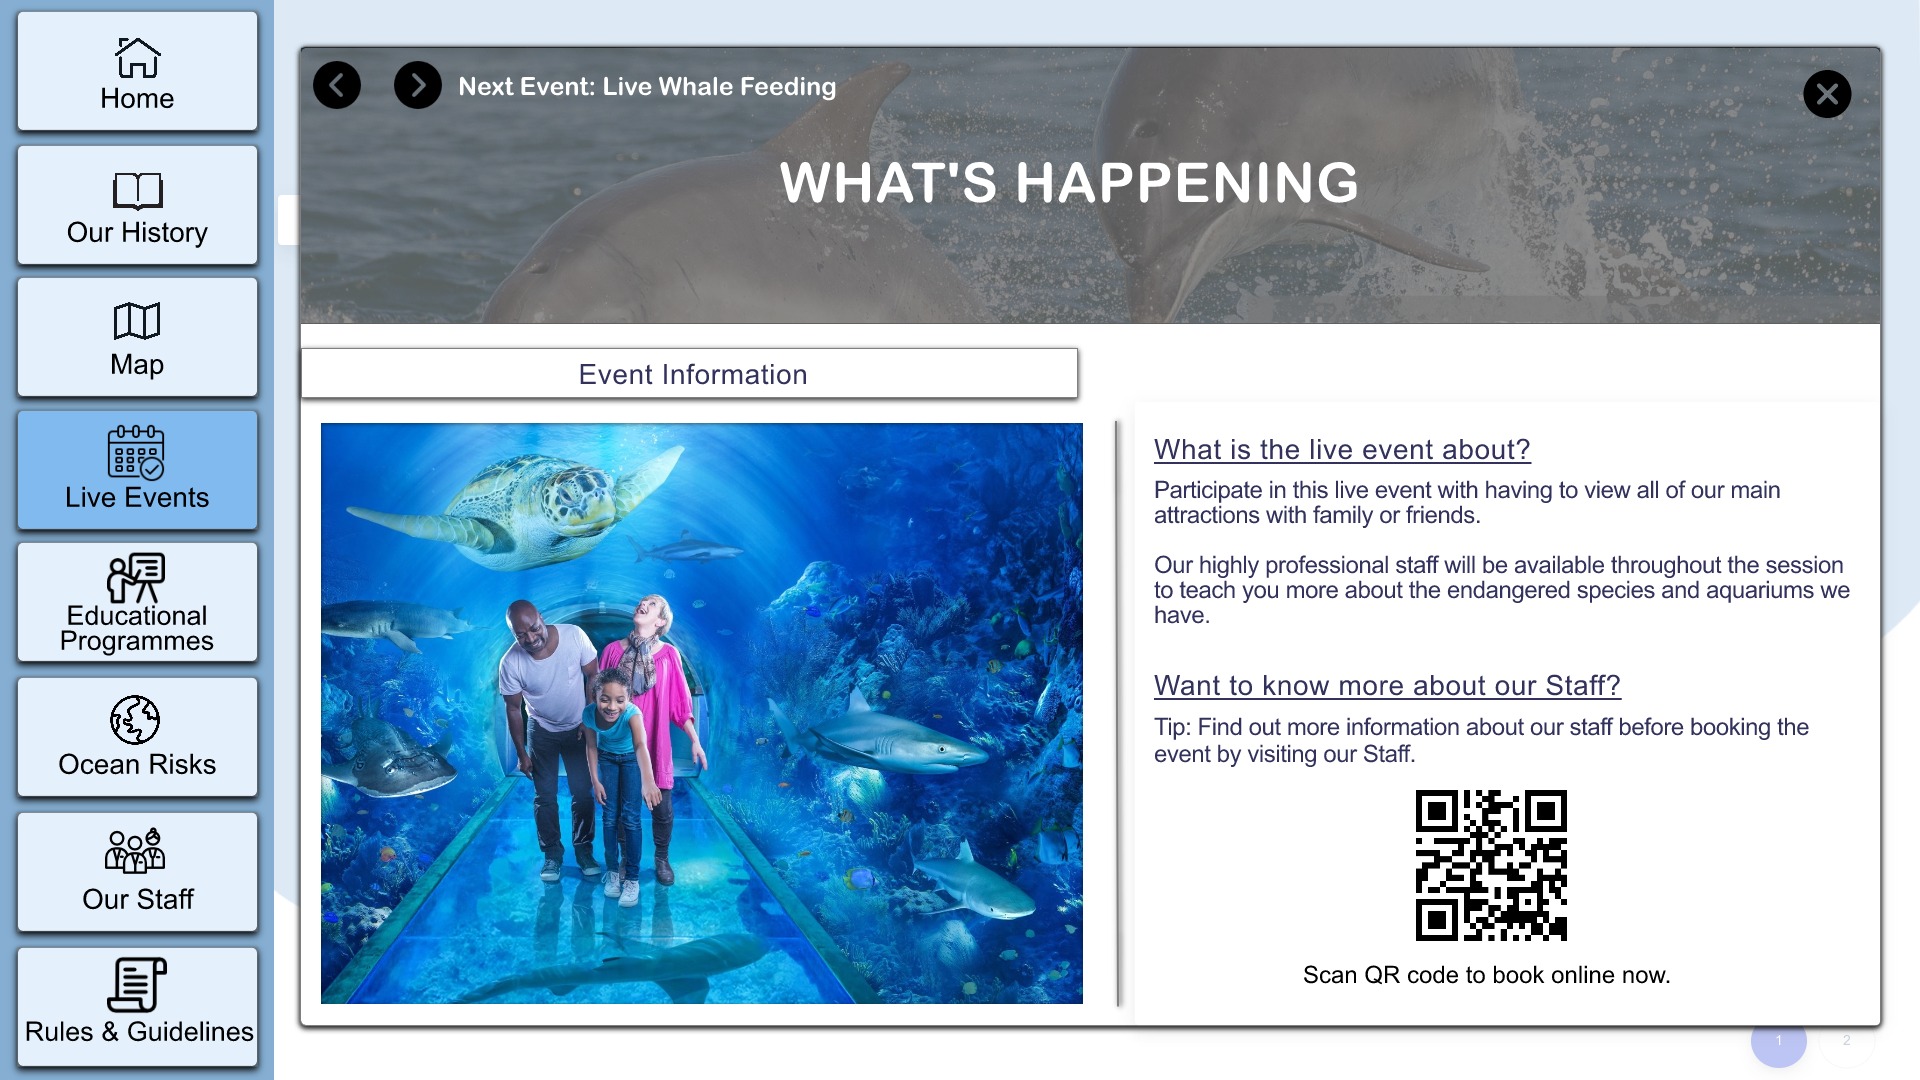 Home
Our History
Map
Live Events
Educational
Programmes
Ocean Risks
Our Staff
Rules & Guidelines
Next Event: Live Whale Feeding
WHAT'S HAPPENING
Event Information
What is the live event about?
Participate in this live event with having to view all of our main
attractions with family or friends.
Our highly professional staff will be available throughout the session
to teach you more about the endangered species and aquariums we
have.
Want to know more about our Staff?
Tip: Find out more information about our staff before booking the
event by visiting our Staff.
Scan QR code to book online now.
1
2